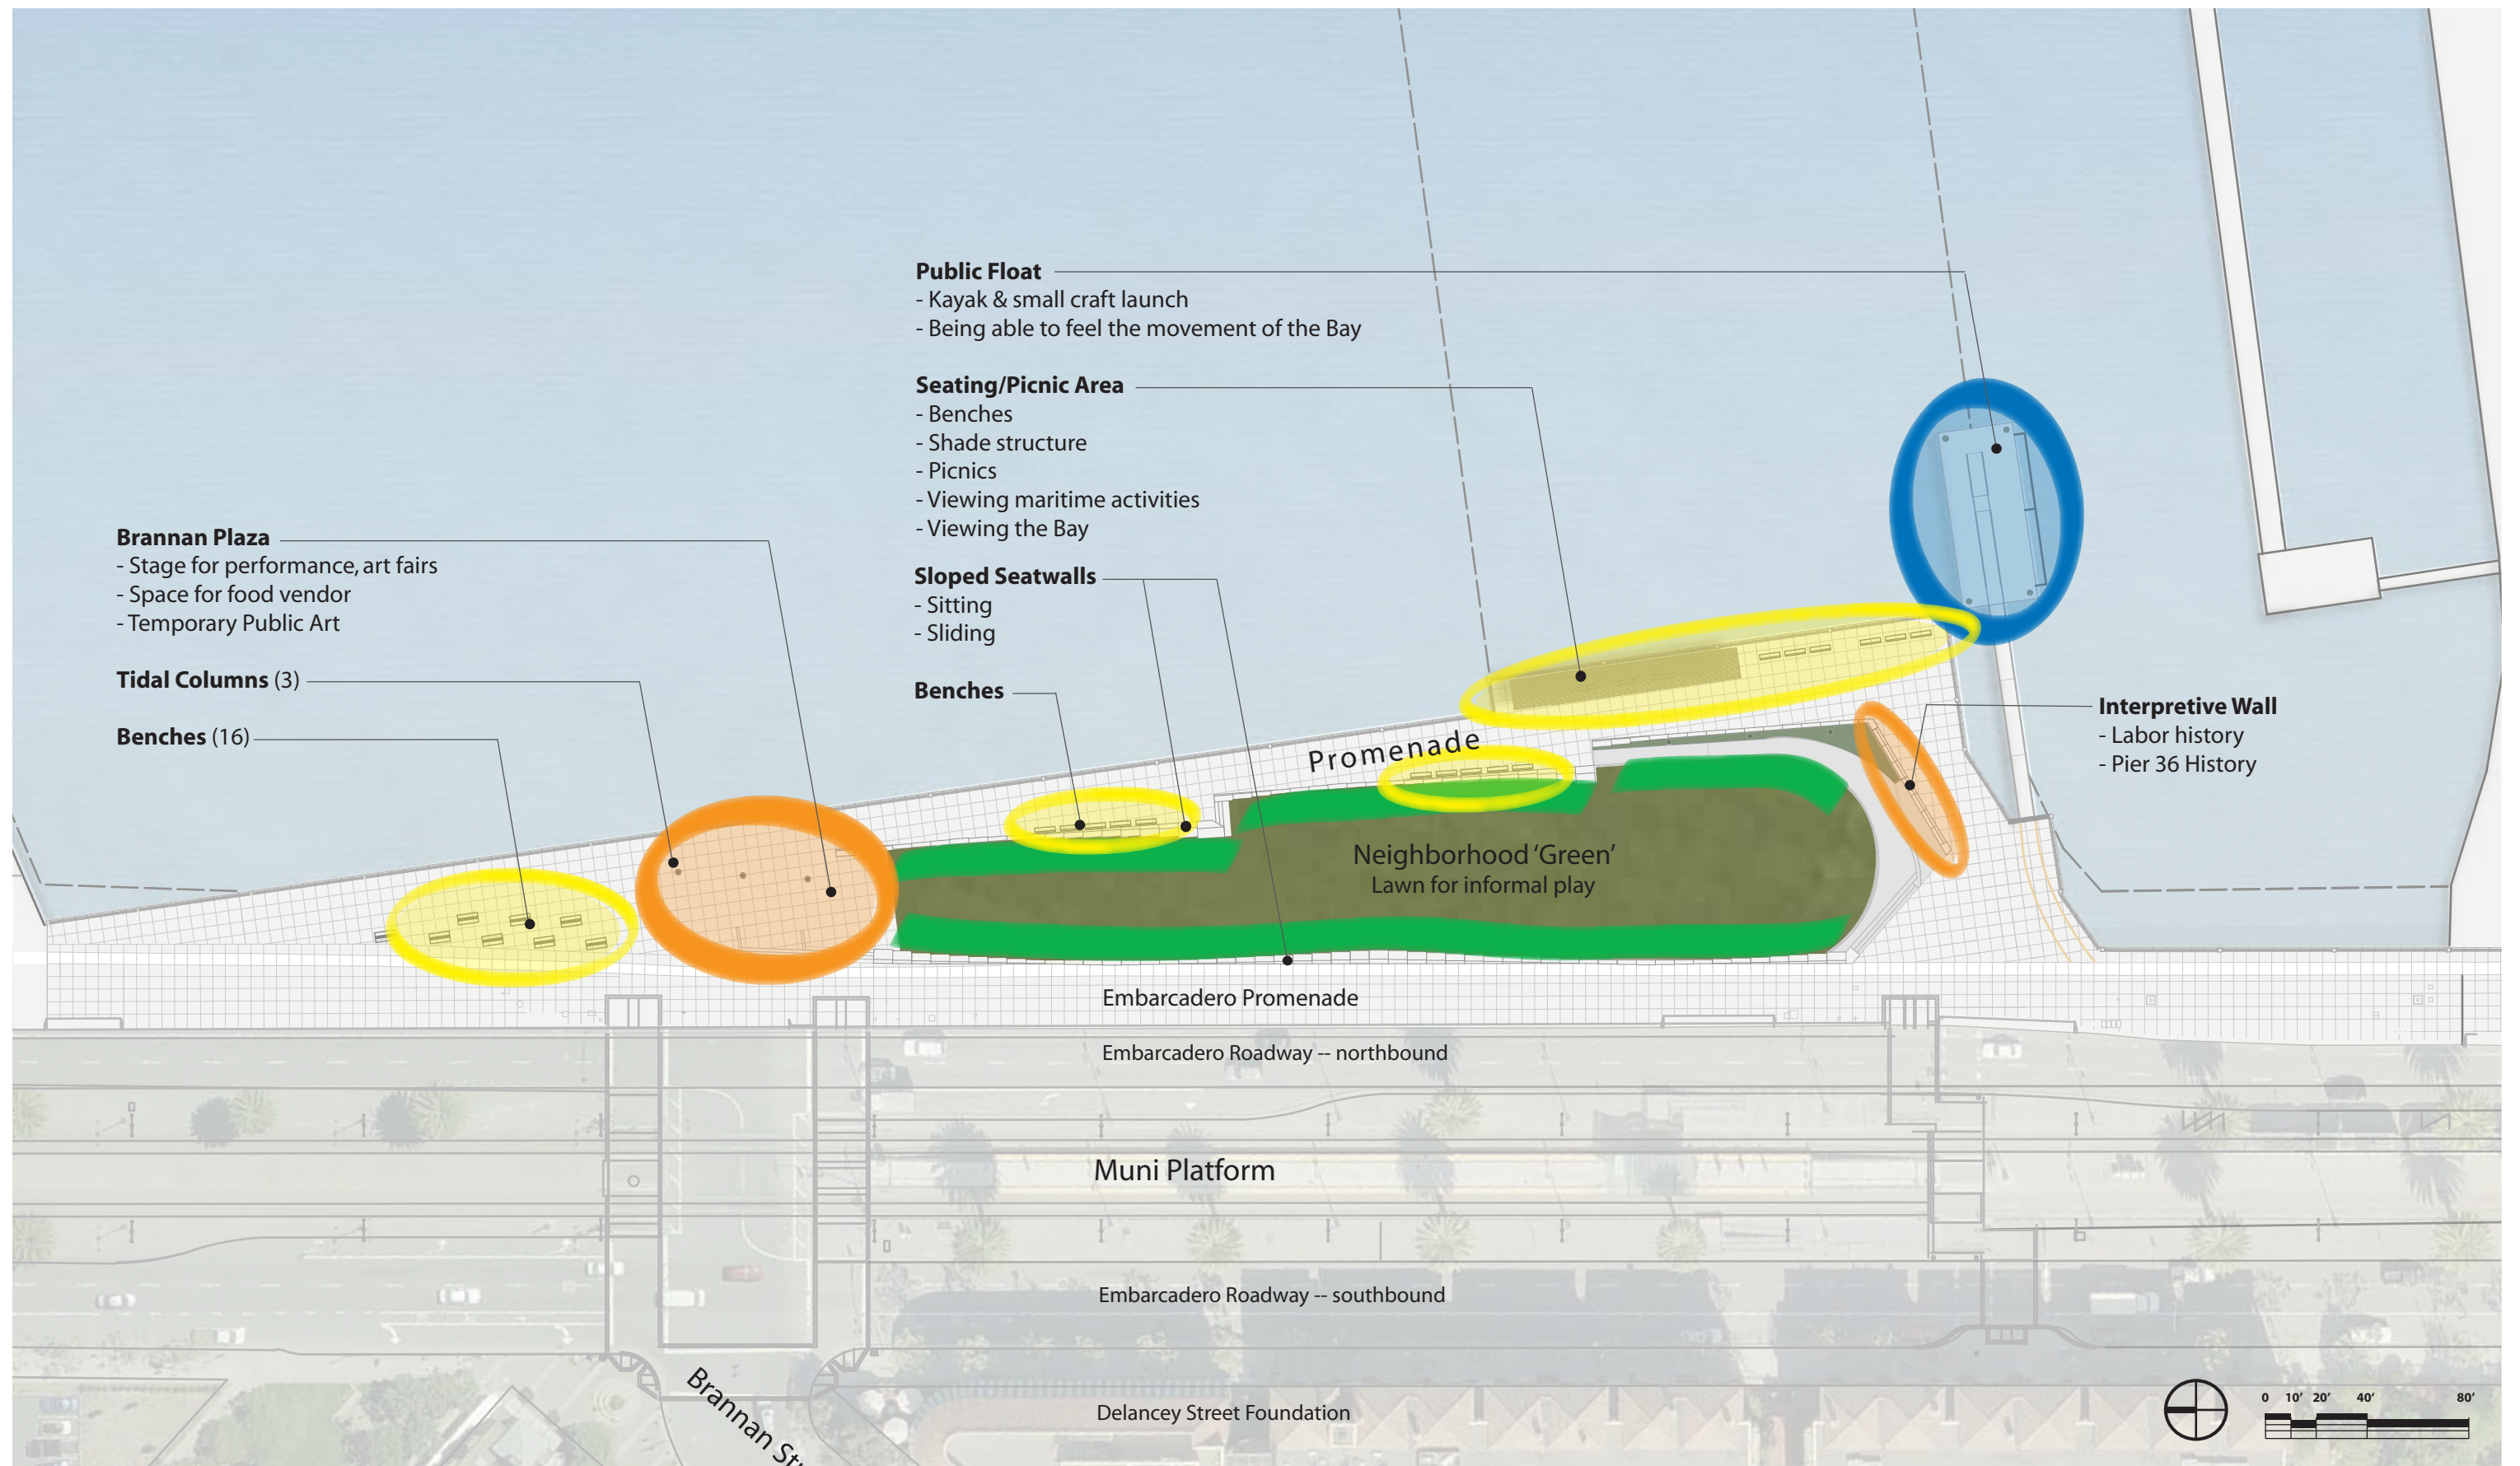 Public Float
- Kayak & small craft launch
- Being able to feel the movement of the Bay
Seating/Picnic Area
- Benches
- Shade structure
- Picnics
- Viewing maritime activities
- Viewing the Bay
Brannan Plaza
- Stage for performance, art fairs
- Space for food vendor
- Temporary Public Art
Tidal Columns (3)
Benches (16)
Sloped Seatwalls
- Sitting
- Sliding
Benches
Interpretive Wall
- Labor history
- Pier 36 History
Promenade
Neighborhood ‘Green’
Lawn for informal play
Embarcadero Promenade
Embarcadero Roadway -- northbound
Muni Platform
Embarcadero Roadway -- southbound
Brannan
Delancey Street Foundation
0 10’ 20’ 40’ 80’